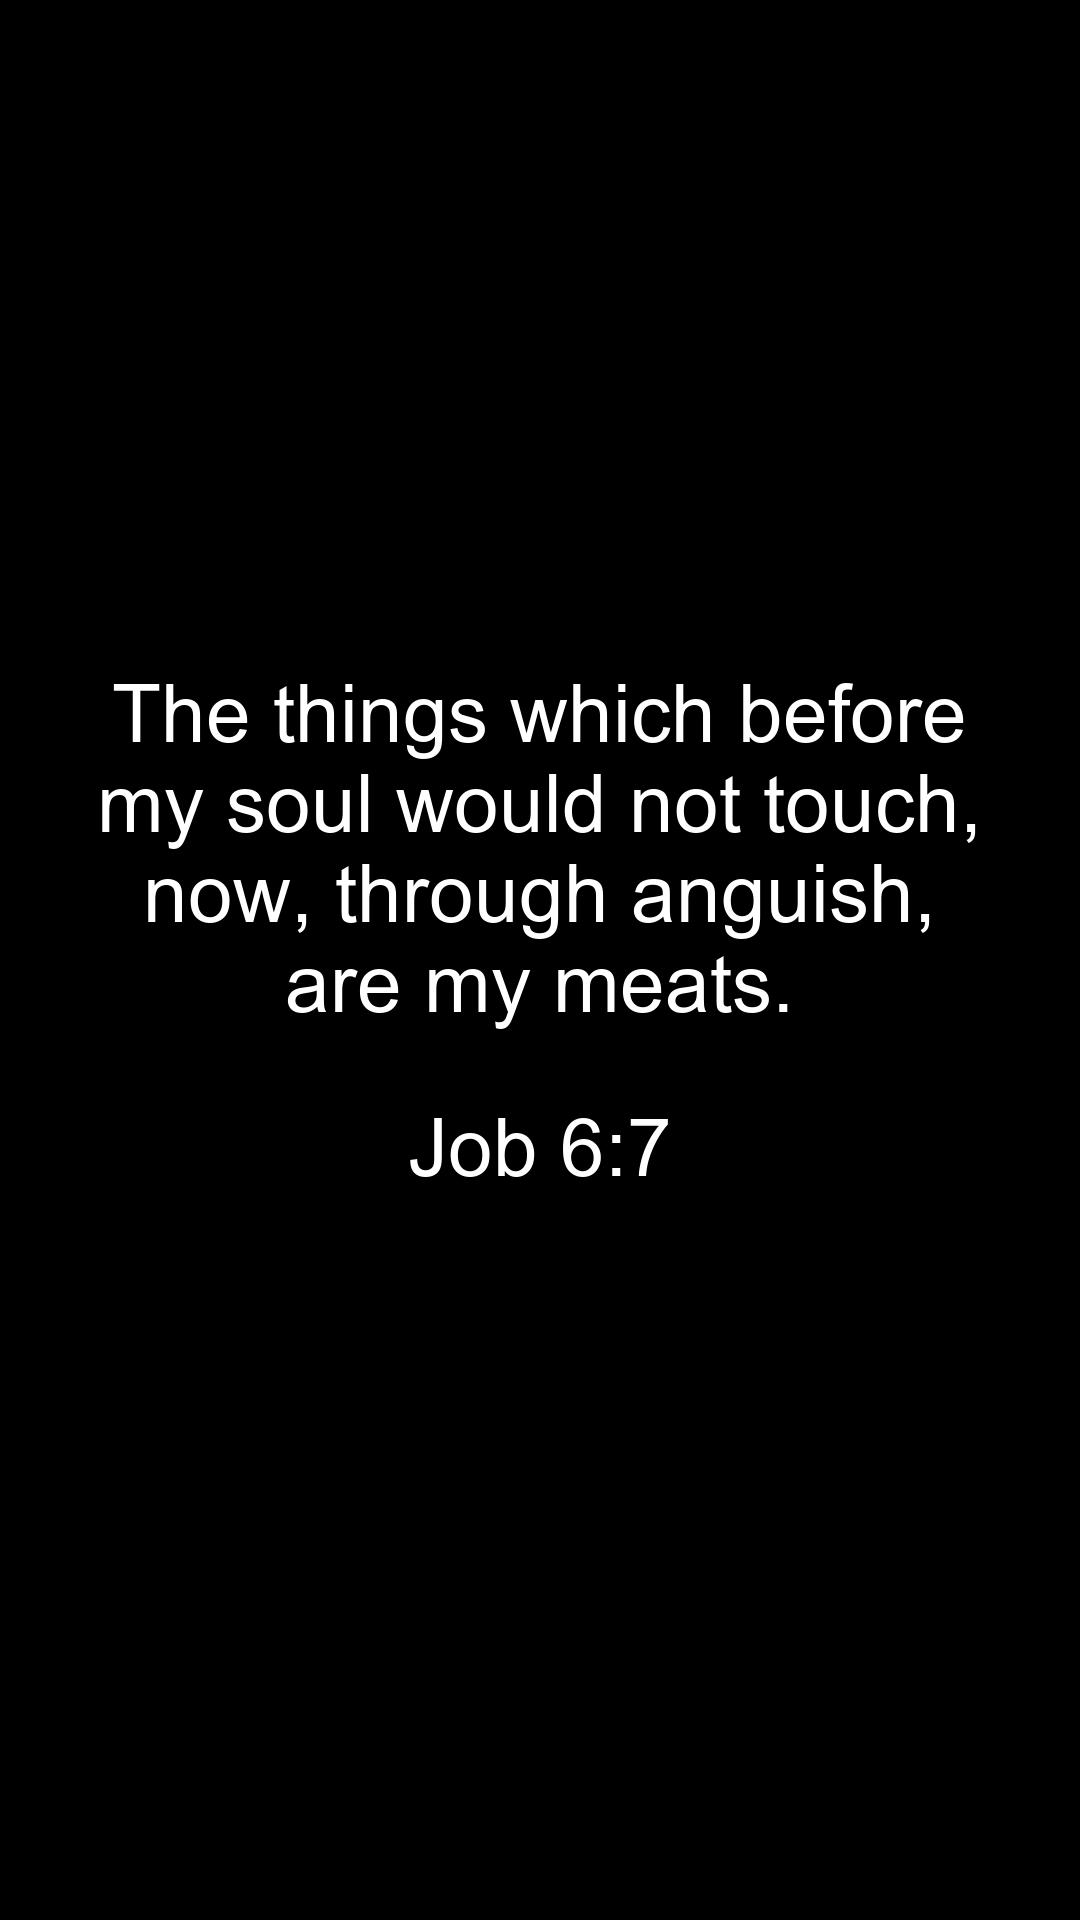 The things which before
my soul would not touch,
now, through anguish,
are my meats.
Job 6:7